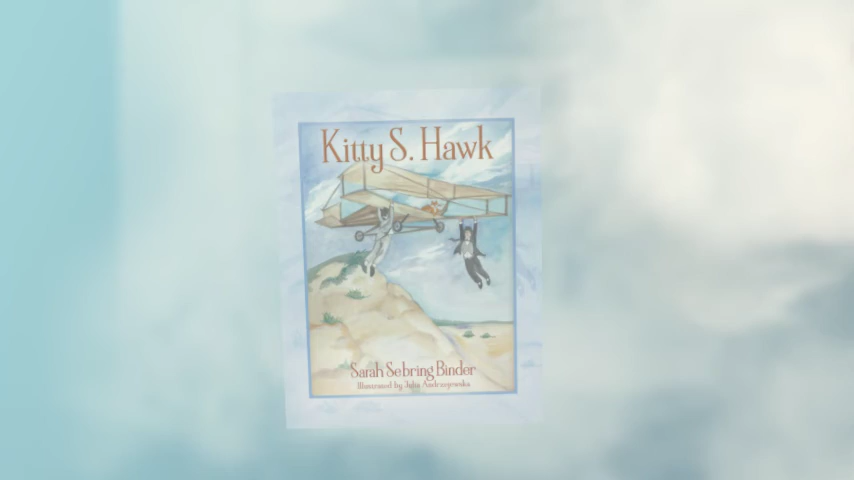 Kitty S. Hawk
Sarah Sebring Binder
Illustrated by Julia Andrzejewska